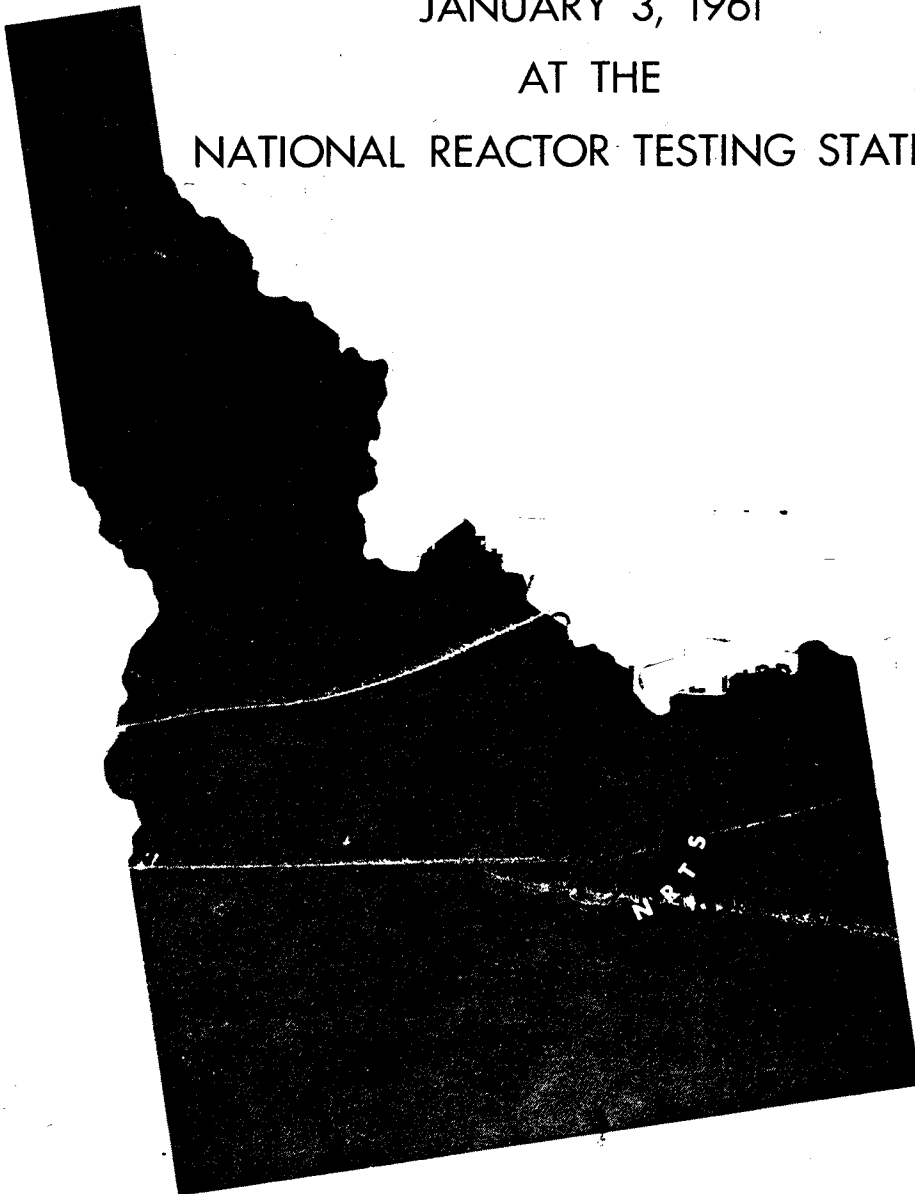 JANUARY 3, 1961
AT THE
NATIONAL REACTOR TESTING STATI
N R T S